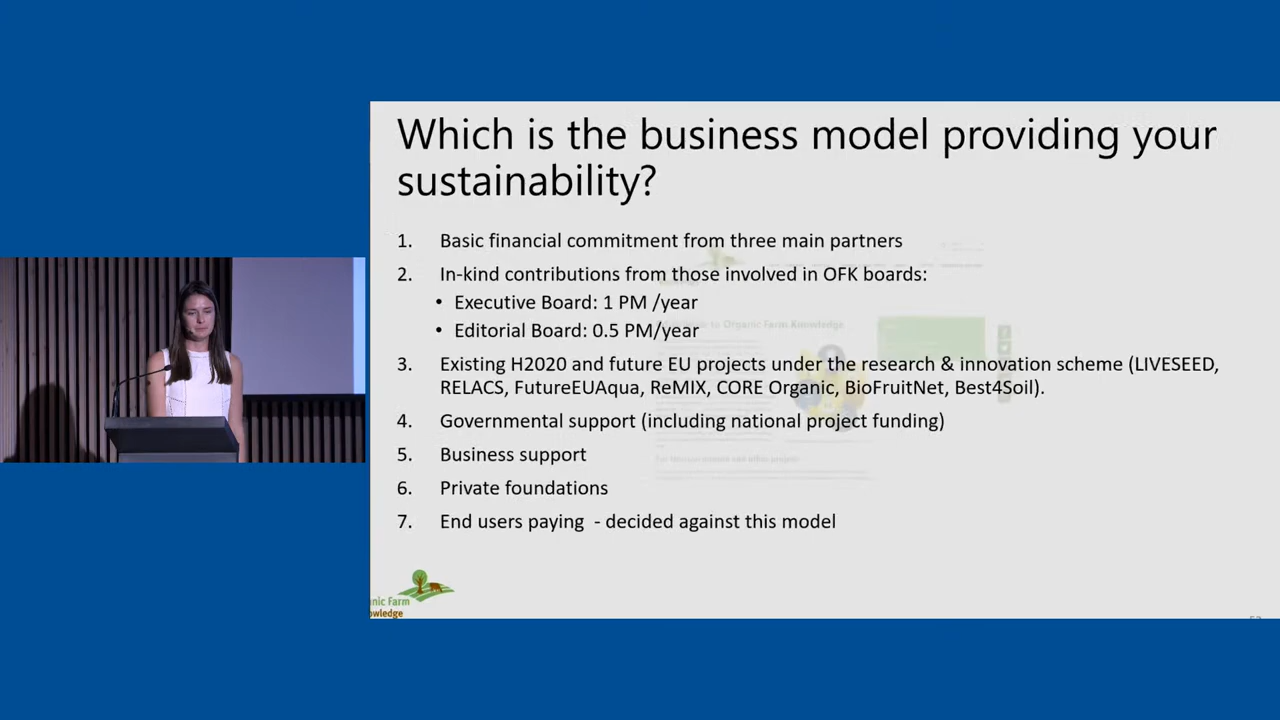 Which is the business model providing your
sustainability?
1. Basic financial commitment from three main partners
2. In-kind contributions from those involved in OFK boards:
• Executive Board: 1 PM /year
• Editorial Board: 0.5 PM/year
3. Existing H2020 and future EU projects under the research & innovation scheme (LIVESEED,
RELACS, FutureEUAqua, ReMIX, CORE Organic, BioFruitNet, Best4Soil).
4. Governmental support (including national project funding)
5. Business support
6. Private foundations
7. End users paying - decided against this model
nic Farm
owledge